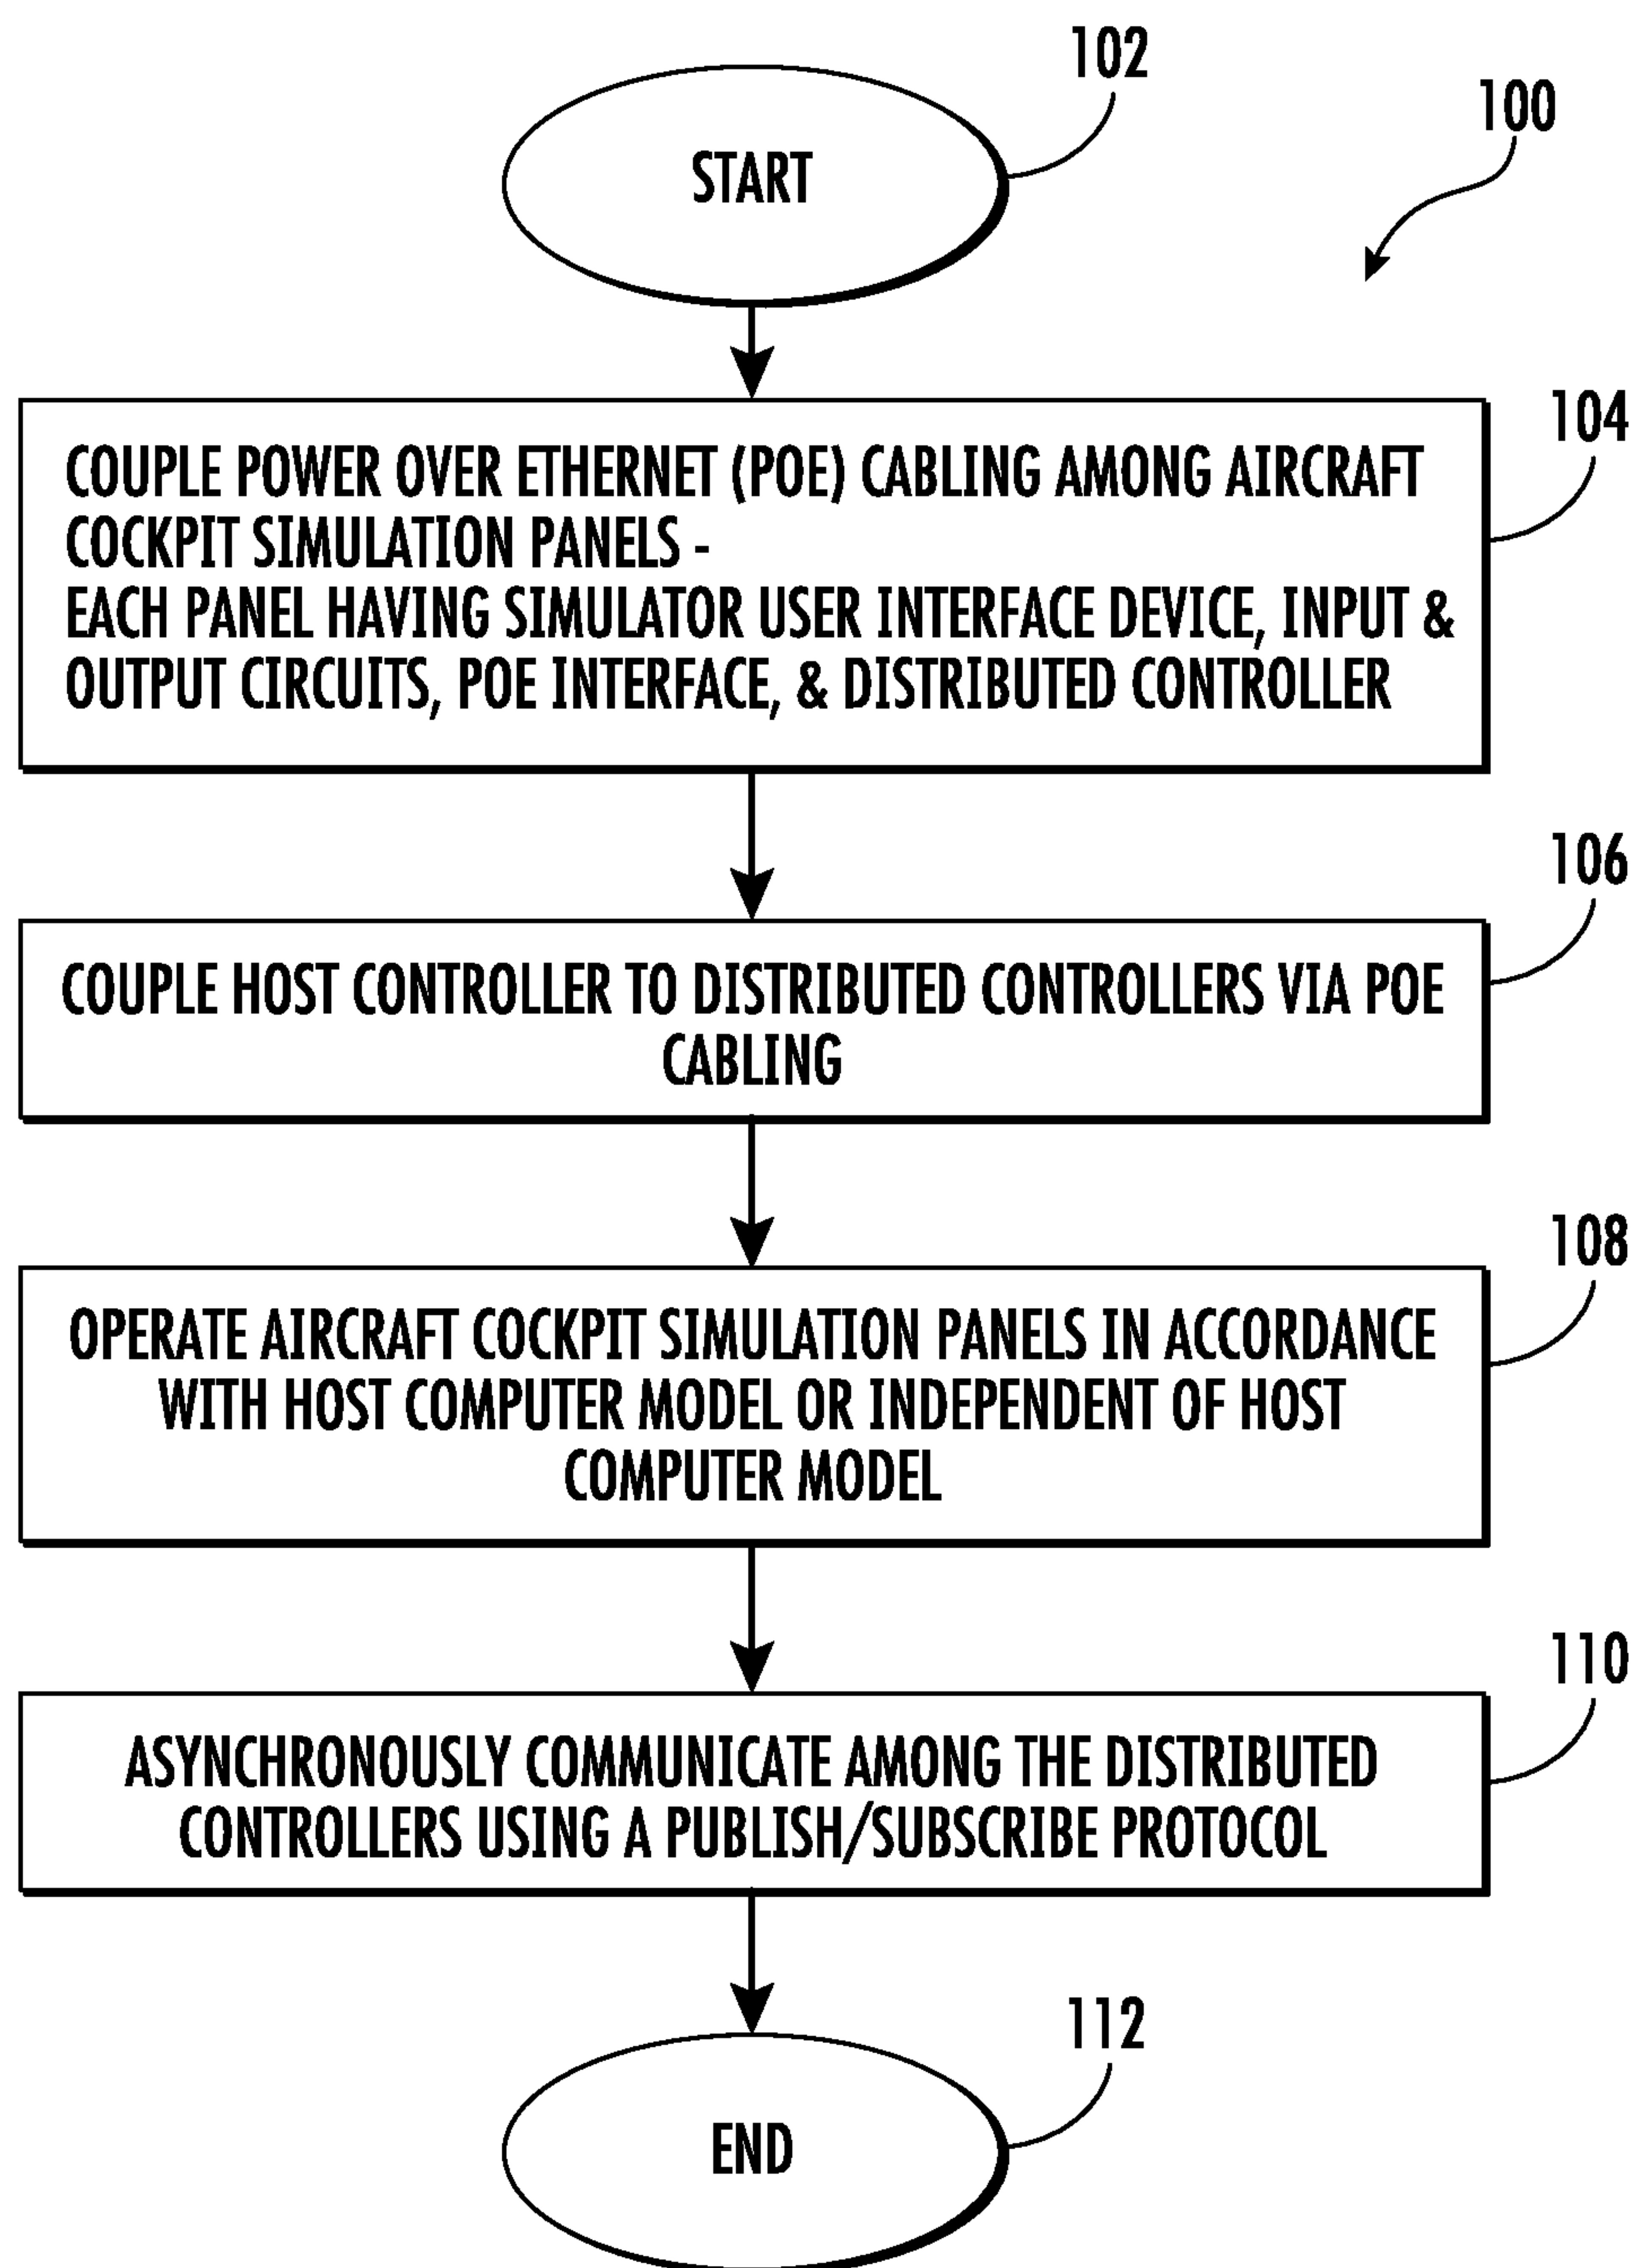 102
100
START
104
COUPLE POWER OVER ETHERNET (POE) CABLING AMONG AIRCRAFT
COCKPIT SIMULATION PANELS -
EACH PANEL HAVING SIMULATOR USER INTERFACE DEVICE, INPUT &
OUTPUT CIRCUITS, POE INTERFACE, & DISTRIBUTED CONTROLLER
106
COUPLE HOST CONTROLLER TO DISTRIBUTED CONTROLLERS VIA POE
CABLING
108
OPERATE AIRCRAFT COCKPIT SIMULATION PANELS IN ACCORDANCE
WITH HOST COMPUTER MODEL OR INDEPENDENT OF HOST
COMPUTER MODEL
110
ASYNCHRONOUSLY COMMUNICATE AMONG THE DISTRIBUTED
CONTROLLERS USING A PUBLISH/SUBSCRIBE PROTOCOL
112
END